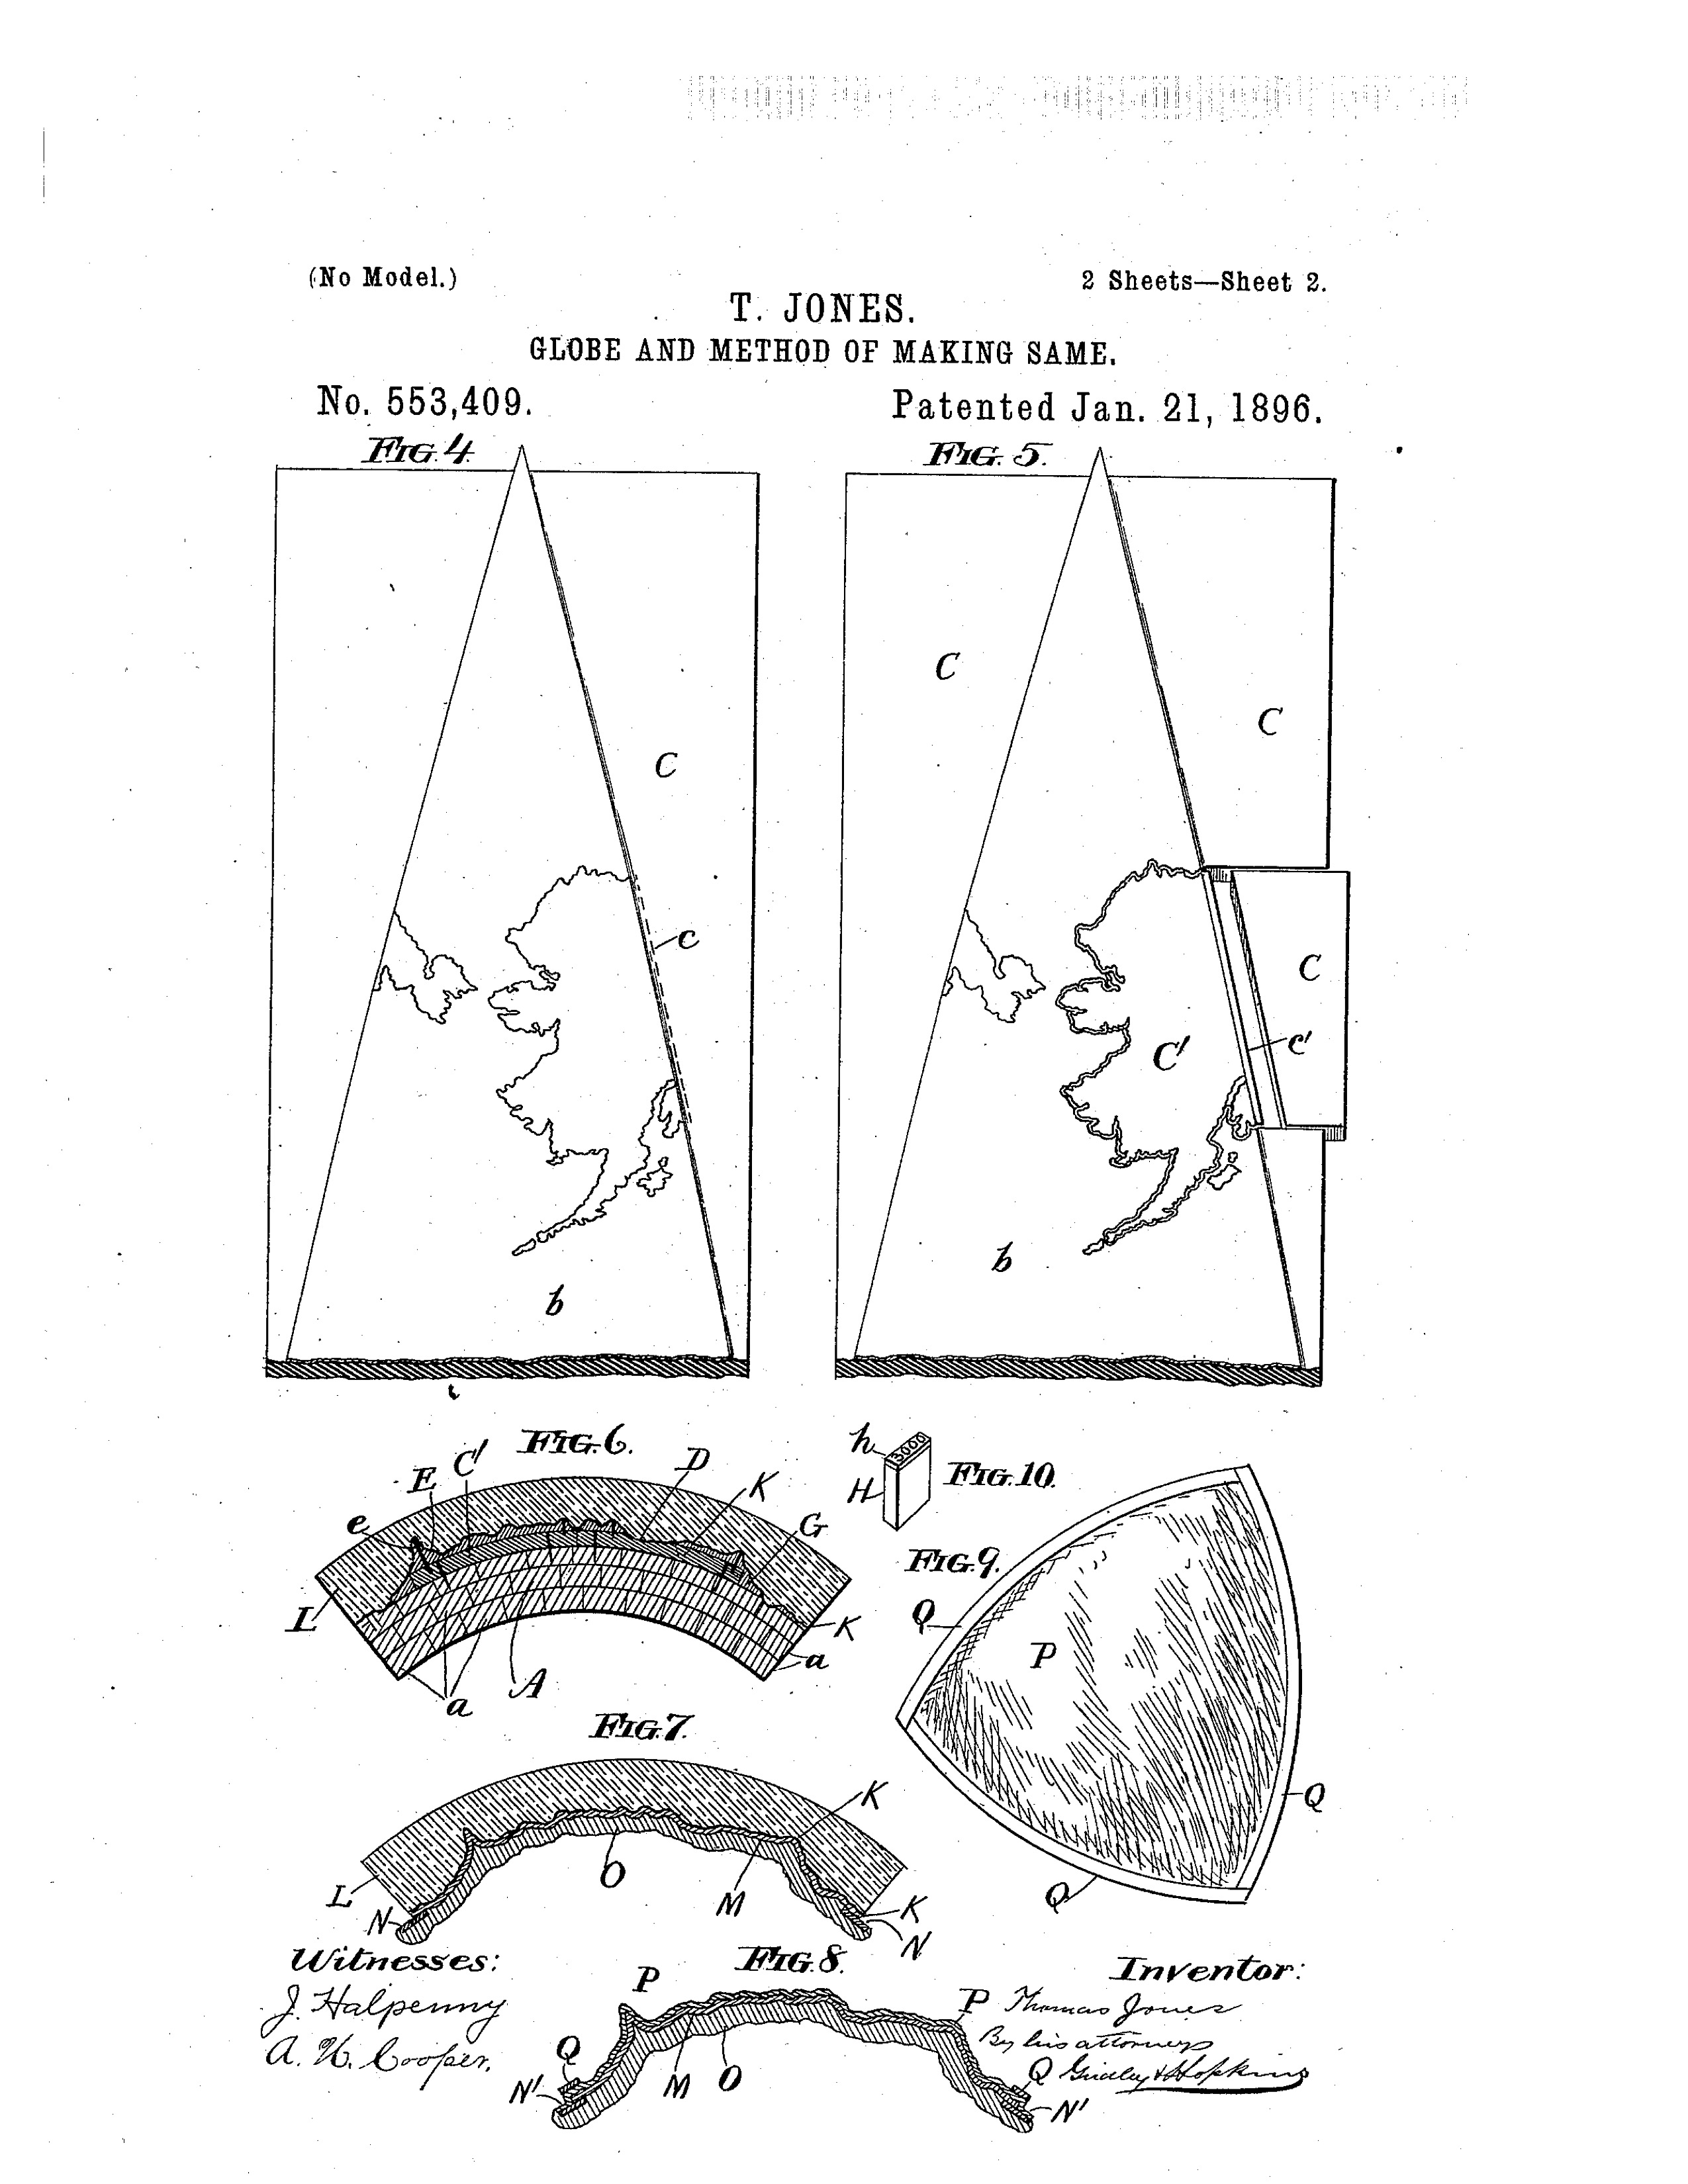 (No Model.)
2 Sheets—Sheet 2.
T. JONES.
GLOBE AND METHOD OF MAKING SAME.
No. 553,409.
Patented Jan. 21, 1896.
FIG. 4.
FIG. 5.
C
C
C
c
C
C'
c'
b
b
FIG. 6.
E
C'
D
K
e
G
L
K
a
a
A
h
3000
H
FIG. 10.
FIG. 9.
Q
P
Q
Q
FIG. 7.
K
L
O
M
K
N
N
FIG. 8.
P
P
Q
Q
N'
M
O
N'
Witnesses:
J. Halpenny
A. H. Cooper.
Inventor:
Thomas Jones
By his attorneys
Gridley & Hopkins